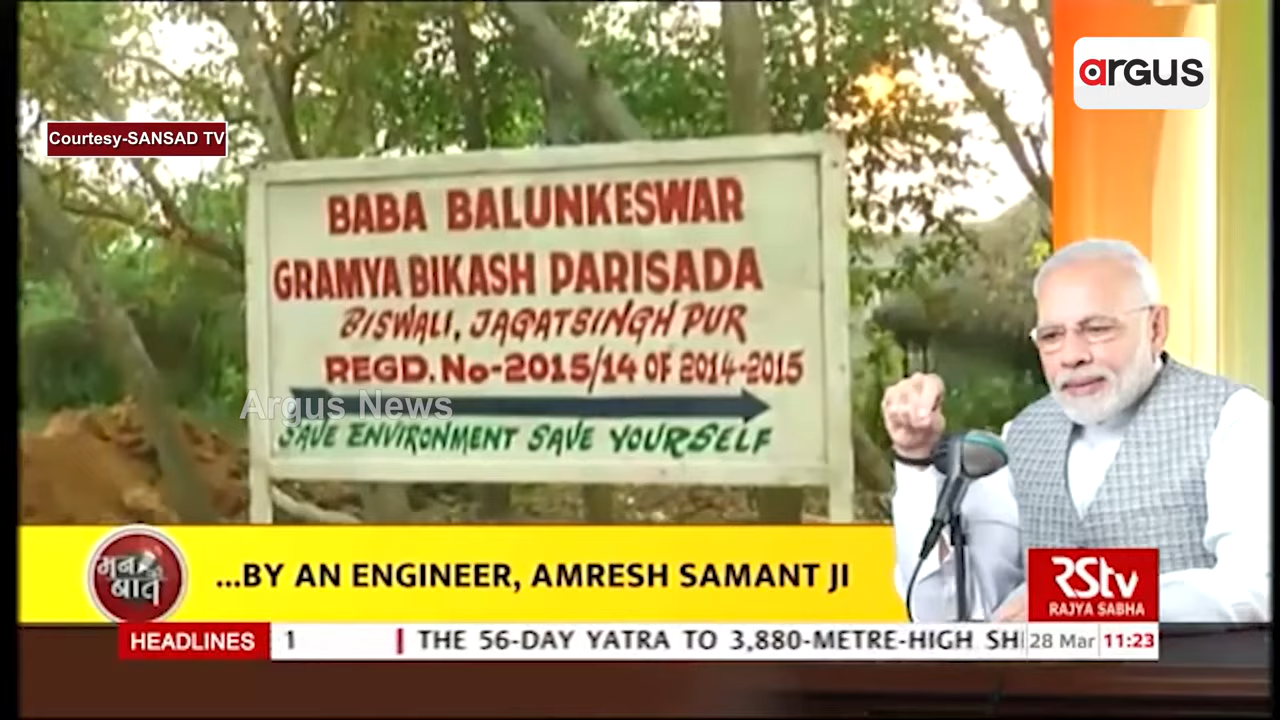 argus
Courtesy-SANSAD TV
BABA BALUNKESWAR
GRAMYA BIKASH PARISADA
BISWALI, JAGATSINGH PUR
REGD. No-2015/14 OF 2014-2015
Argus News
SAVE ENVIRONMENT SAVE YOURSELF
मन की बात
...BY AN ENGINEER, AMRESH SAMANT JI
RStv
RAJYA SABHA
HEADLINES 1 THE 56-DAY YATRA TO 3,880-METRE-HIGH SH 28 Mar 11:23